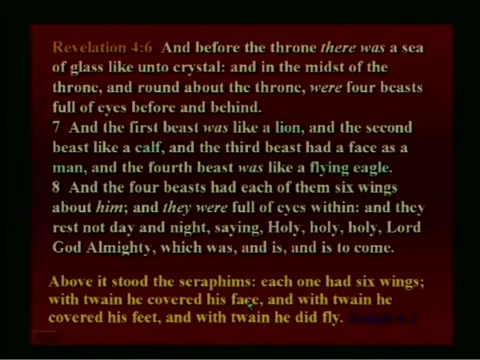 Revelation 4:6 And before the throne there was a sea
of glass like unto crystal: and in the midst of the
throne, and round about the throne, were four beasts
full of eyes before and behind.
7 And the first beast was like a lion, and the second
beast like a calf, and the third beast had a face as a
man, and the fourth beast was like a flying eagle.
8 And the four beasts had each of them six wings
about him; and they were full of eyes within: and they
rest not day and night, saying, Holy, holy, holy, Lord
God Almighty, which was, and is, and is to come.
Above it stood the seraphims: each one had six wings;
with twain he covered his face, and with twain he
covered his feet, and with twain he did fly.